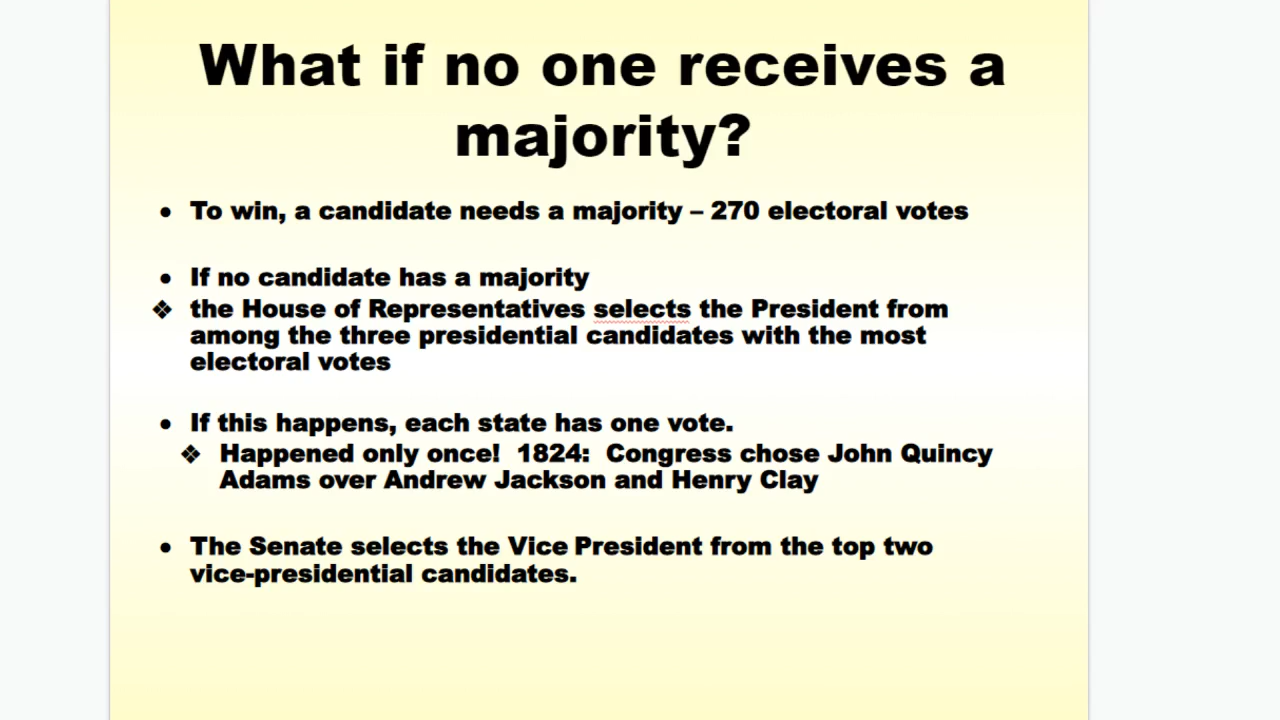 What if no one receives a
majority?
• To win, a candidate needs a majority – 270 electoral votes
• If no candidate has a majority
❖ the House of Representatives selects the President from
among the three presidential candidates with the most
electoral votes
• If this happens, each state has one vote.
❖ Happened only once!  1824:  Congress chose John Quincy
Adams over Andrew Jackson and Henry Clay
• The Senate selects the Vice President from the top two
vice-presidential candidates.